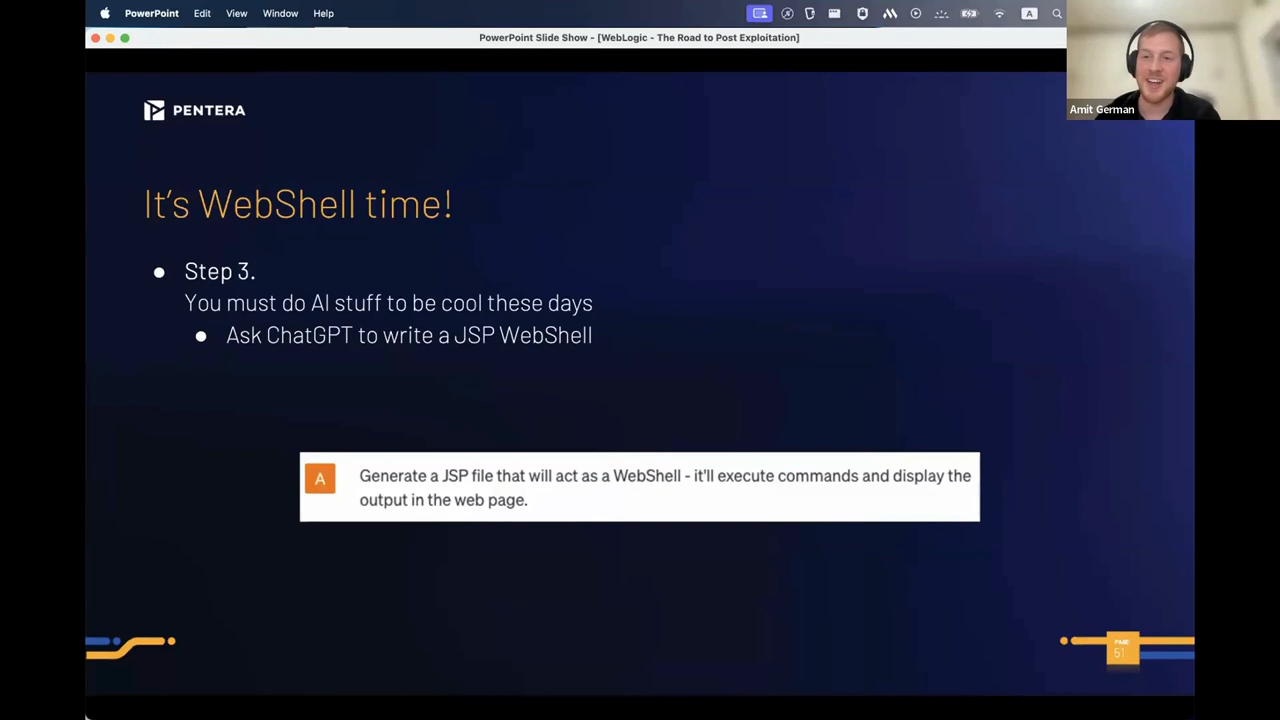 PowerPoint Edit View Window Help A
PowerPoint Slide Show - [WebLogic - The Road to Post Exploitation]
Amit German
PENTERA
It's WebShell time!
● Step 3.
You must do AI stuff to be cool these days
● Ask ChatGPT to write a JSP WebShell
A Generate a JSP file that will act as a WebShell - it'll execute commands and display the
output in the web page.
PAGE
51